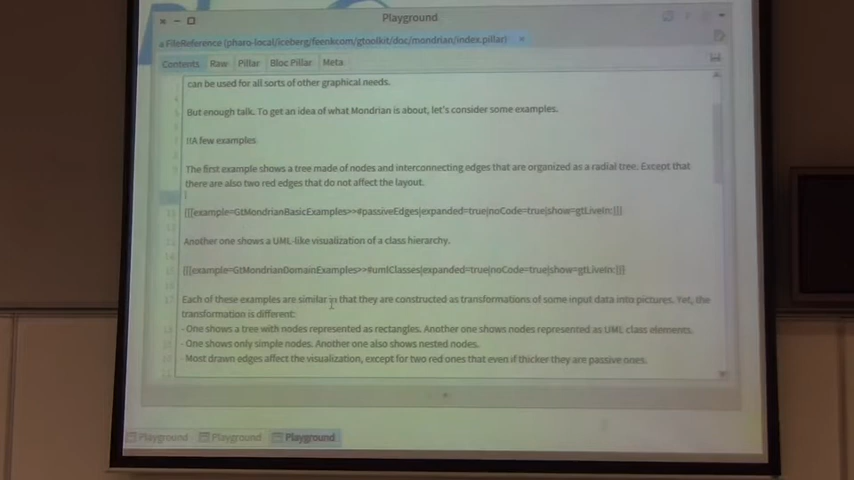 Playground
FileReference (pharo-local/iceberg/feenkcom/gtoolkit/doc/mondrian/index.pillar)
Contents Raw Pillar Bloc Pillar Meta
can be used for all sorts of other graphical needs.
But enough talk. To get an idea of what Mondrian is about, let's consider some examples.
!!A few examples
The first example shows a tree made of nodes and interconnecting edges that are organized as a radial tree. Except that
there are also two red edges that do not affect the layout.
[[[example=GtMondrianBasicExamples>>#passiveEdges|expanded=true|noCode=true|show=gtLiveIn:]]]
Another one shows a UML-like visualization of a class hierarchy.
[[[example=GtMondrianDomainExamples>>#umlClasses|expanded=true|noCode=true|show=gtLiveIn:]]]
Each of these examples are similar in that they are constructed as transformations of some input data into pictures. Yet, the
transformation is different:
- One shows a tree with nodes represented as rectangles. Another one shows nodes represented as UML class elements.
- One shows only simple nodes. Another one also shows nested nodes.
- Most drawn edges affect the visualization, except for two red ones that even if thicker they are passive ones.
Playground Playground Playground